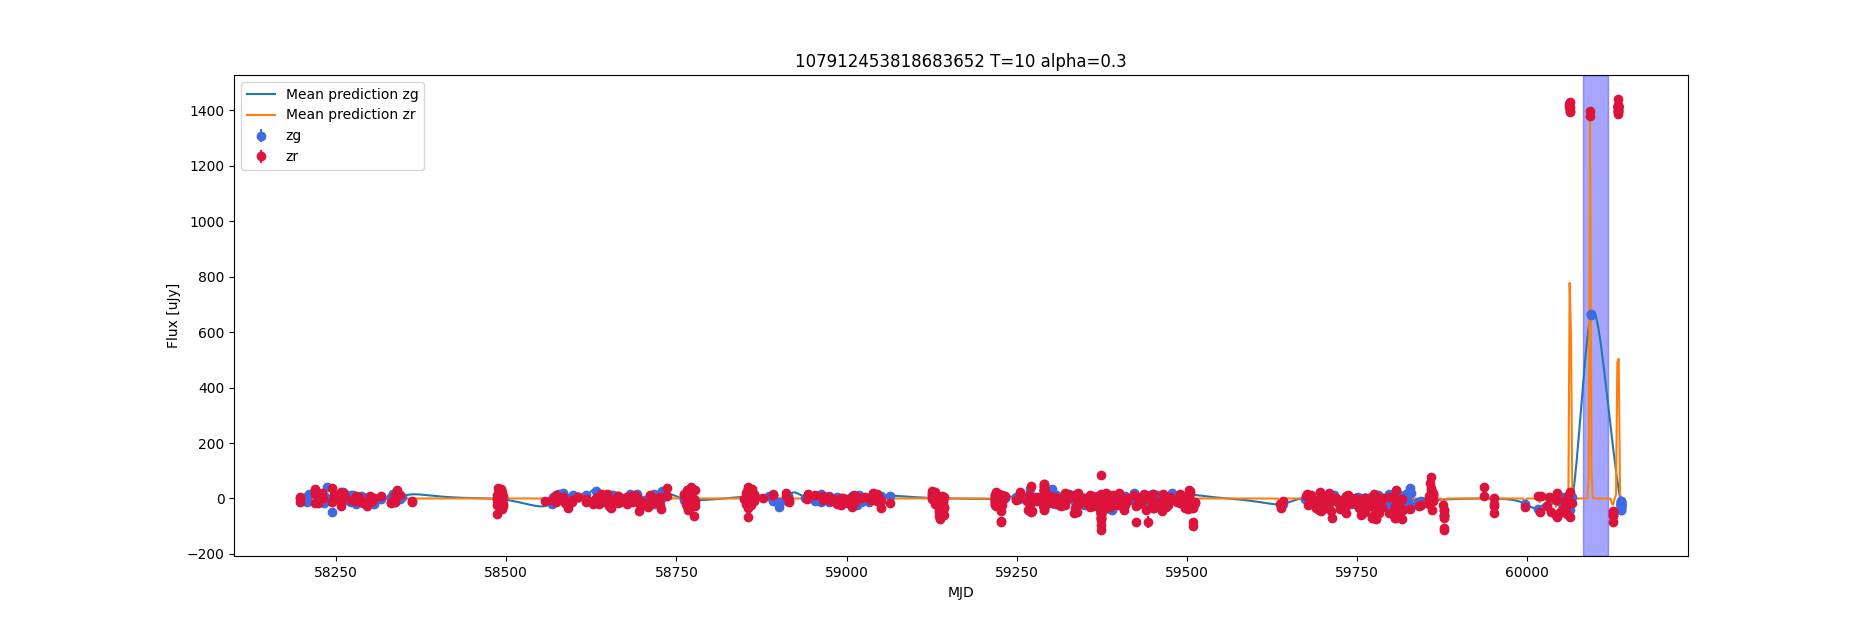 107912453818683652 T=10 alpha=0.3
Mean prediction zg
Mean prediction zr
zg
zr
Flux [uJy]
1400
1200
1000
800
600
400
200
0
−200
58250 58500 58750 59000 59250 59500 59750 60000
MJD